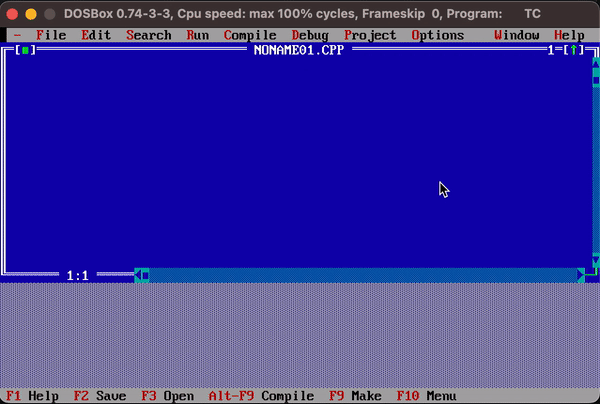 DOSBox 0.74-3-3, Cpu speed: max 100% cycles, Frameskip 0, Program: TC
- File Edit Search Run Compile Debug Project Options Window Help
[■] NONAME01.CPP 1=[↑]
1:1
F1 Help F2 Save F3 Open Alt-F9 Compile F9 Make F10 Menu